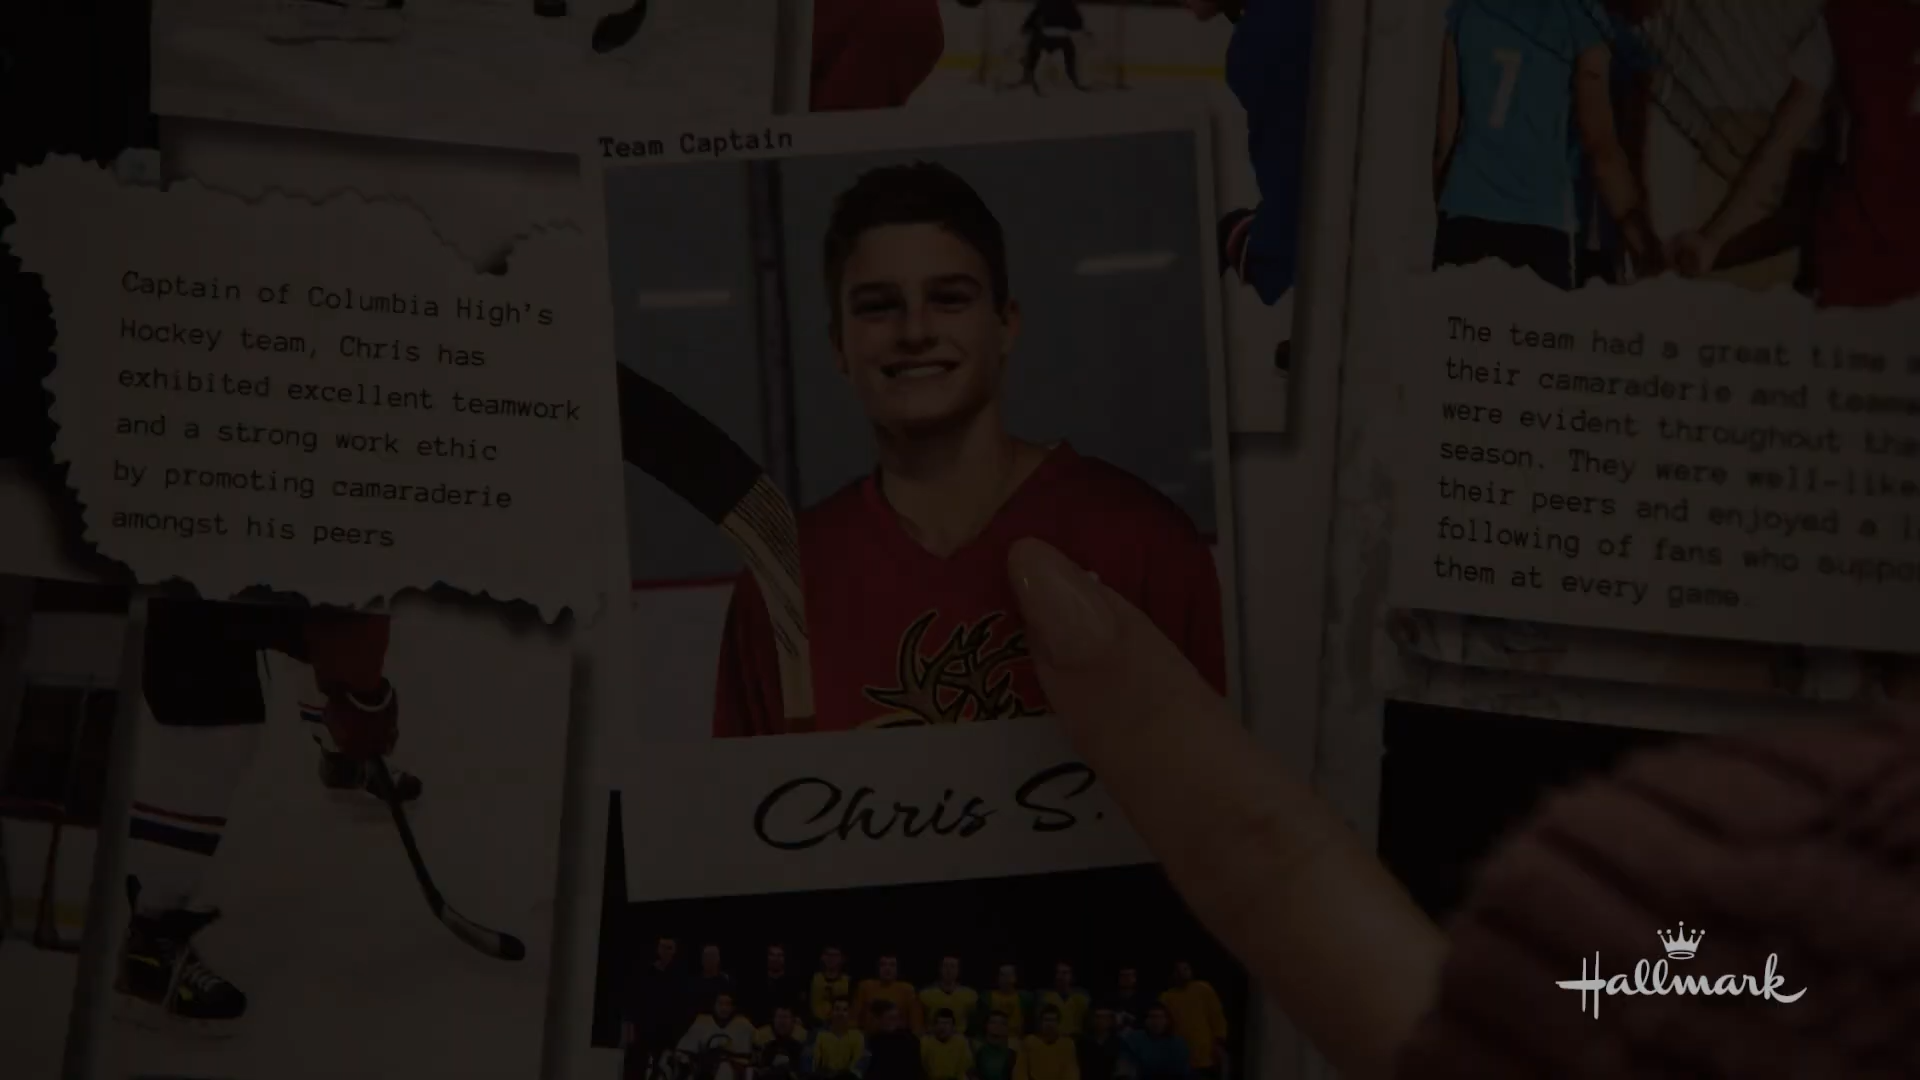 Team Captain
Captain of Columbia High's
Hockey team, Chris has
exhibited excellent teamwork
and a strong work ethic
by promoting camaraderie
amongst his peers
Chris S.
7
The team had a great time
their camaraderie and
were evident throughout
season. They were
their peers and enjoyed a
following of fans who
them at every game.
Hallmark